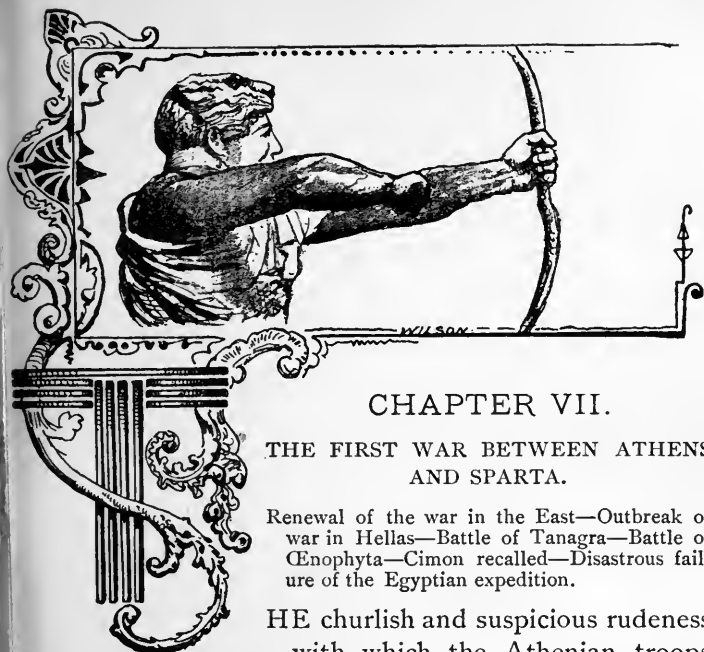 WILSON
CHAPTER VII.
THE FIRST WAR BETWEEN ATHENS
AND SPARTA.
Renewal of the war in the East—Outbreak o
war in Hellas—Battle of Tanagra—Battle o
Œnophyta—Cimon recalled—Disastrous fail
ure of the Egyptian expedition.
THE churlish and suspicious rudeness
with which the Athenian troops